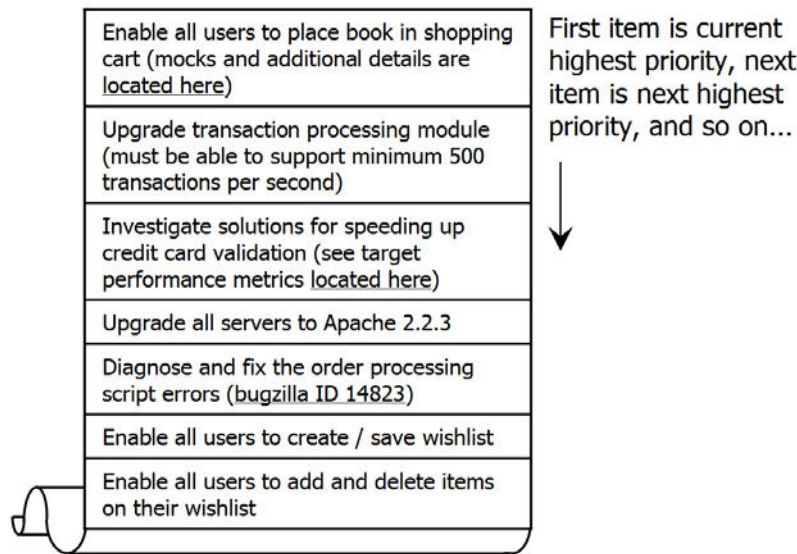 Enable all users to place book in shopping
cart (mocks and additional details are
located here)
Upgrade transaction processing module
(must be able to support minimum 500
transactions per second)
Investigate solutions for speeding up
credit card validation (see target
performance metrics located here)
Upgrade all servers to Apache 2.2.3
Diagnose and fix the order processing
script errors (bugzilla ID 14823)
Enable all users to create / save wishlist
Enable all users to add and delete items
on their wishlist
First item is current
highest priority, next
item is next highest
priority, and so on...